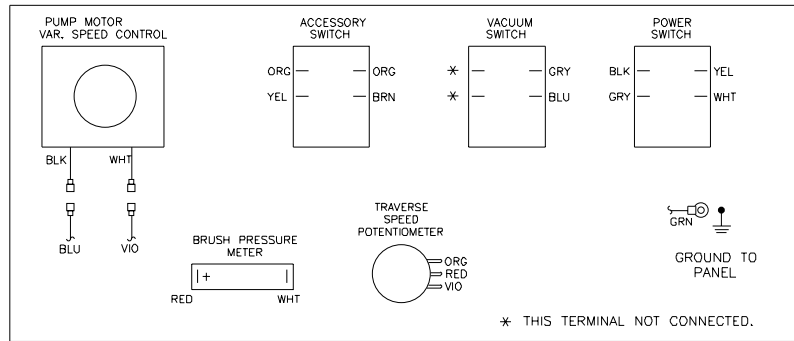 PUMP MOTOR
VAR. SPEED CONTROL
BLK WHT
BLU VIO
ACCESSORY
SWITCH
ORG ORG
YEL BRN
VACUUM
SWITCH
* GRY
* BLU
POWER
SWITCH
BLK YEL
GRY WHT
BRUSH PRESSURE
METER
+
RED WHT
TRAVERSE
SPEED
POTENTIOMETER
ORG
RED
VIO
GRN
GROUND TO
PANEL
* THIS TERMINAL NOT CONNECTED.